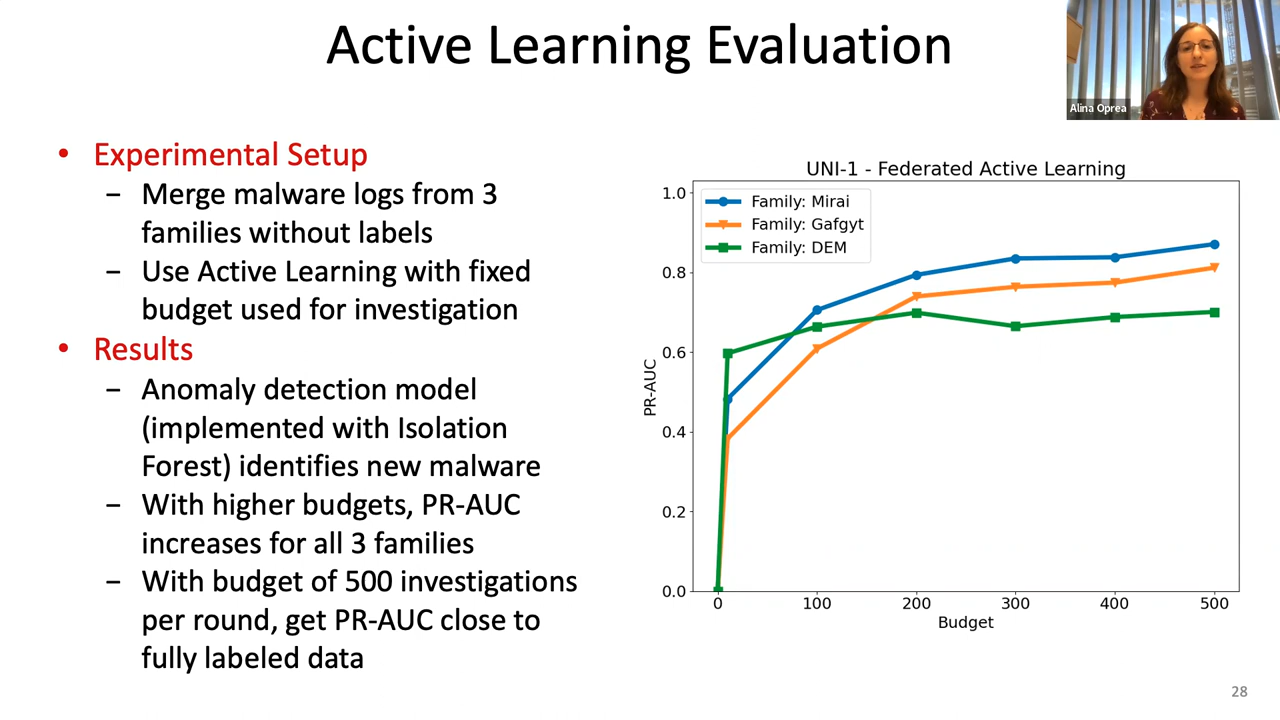 Active Learning Evaluation
Alina Oprea
• Experimental Setup
– Merge malware logs from 3
families without labels
– Use Active Learning with fixed
budget used for investigation
• Results
– Anomaly detection model
(implemented with Isolation
Forest) identifies new malware
– With higher budgets, PR-AUC
increases for all 3 families
– With budget of 500 investigations
per round, get PR-AUC close to
fully labeled data
UNI-1 - Federated Active Learning
Family: Mirai
Family: Gafgyt
Family: DEM
PR-AUC
1.0
0.8
0.6
0.4
0.2
0.0
0 100 200 300 400 500
Budget
28